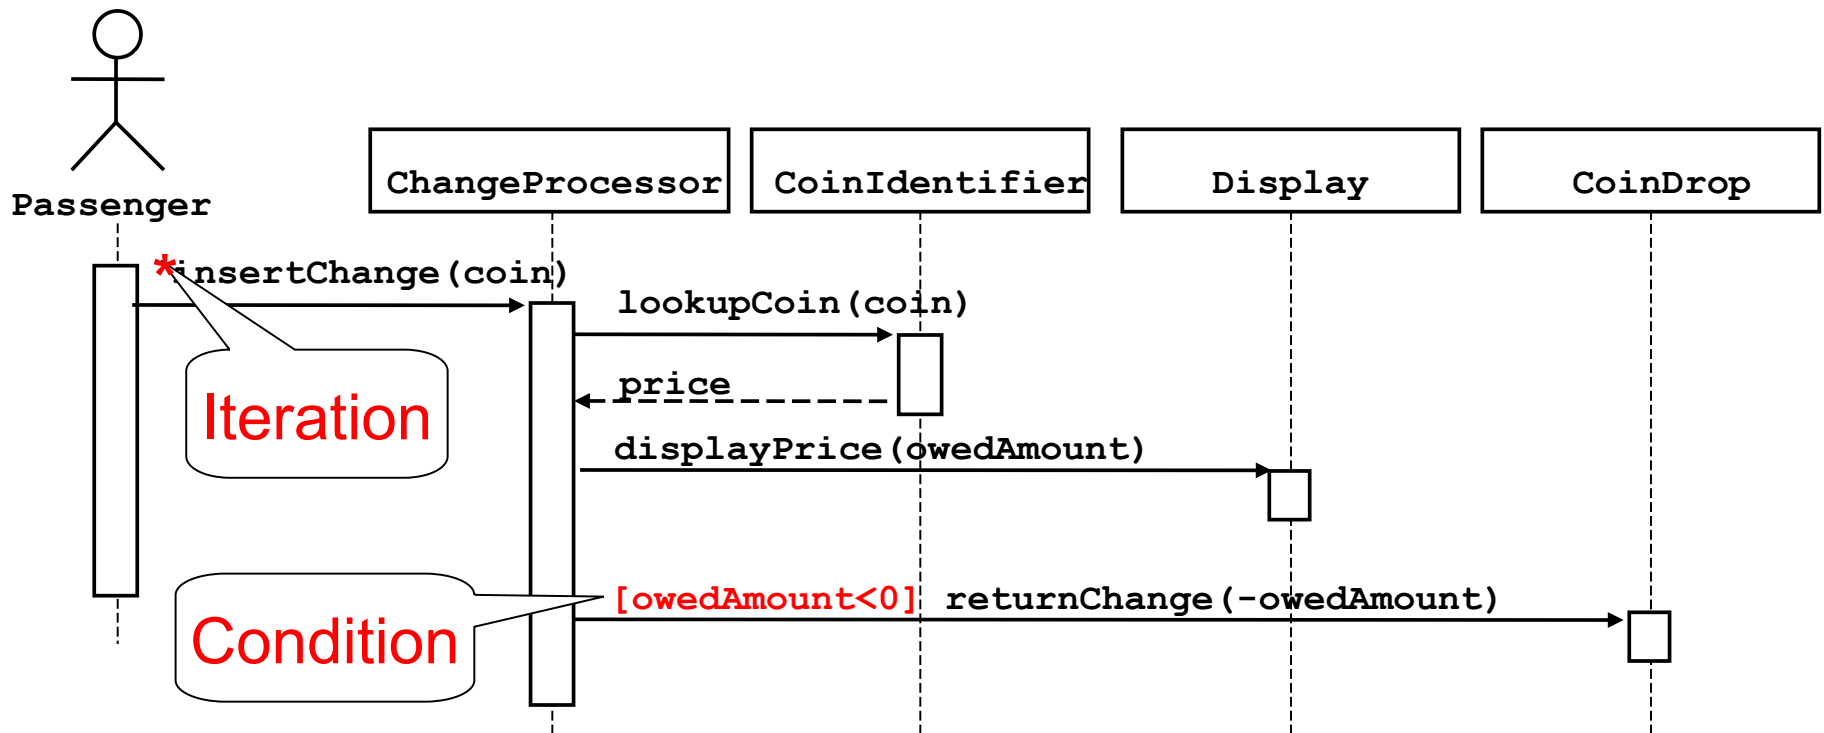 Passenger
ChangeProcessor
CoinIdentifier
Display
CoinDrop
*insertChange(coin)
lookupCoin(coin)
price
Iteration
displayPrice(owedAmount)
[owedAmount<0] returnChange(-owedAmount)
Condition